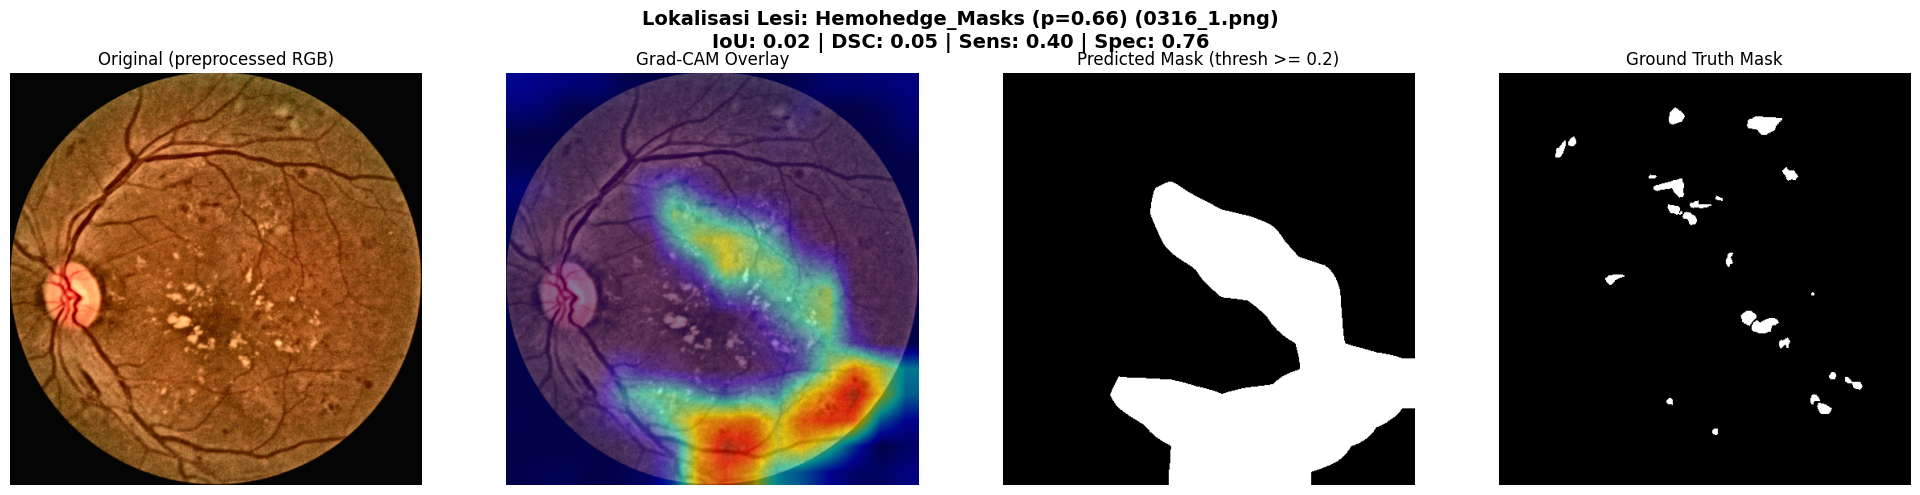 Lokalisasi Lesi: Hemohedge_Masks (p=0.66) (0316_1.png)
IoU: 0.02 | DSC: 0.05 | Sens: 0.40 | Spec: 0.76
Original (preprocessed RGB)
Grad-CAM Overlay
Predicted Mask (thresh >= 0.2)
Ground Truth Mask